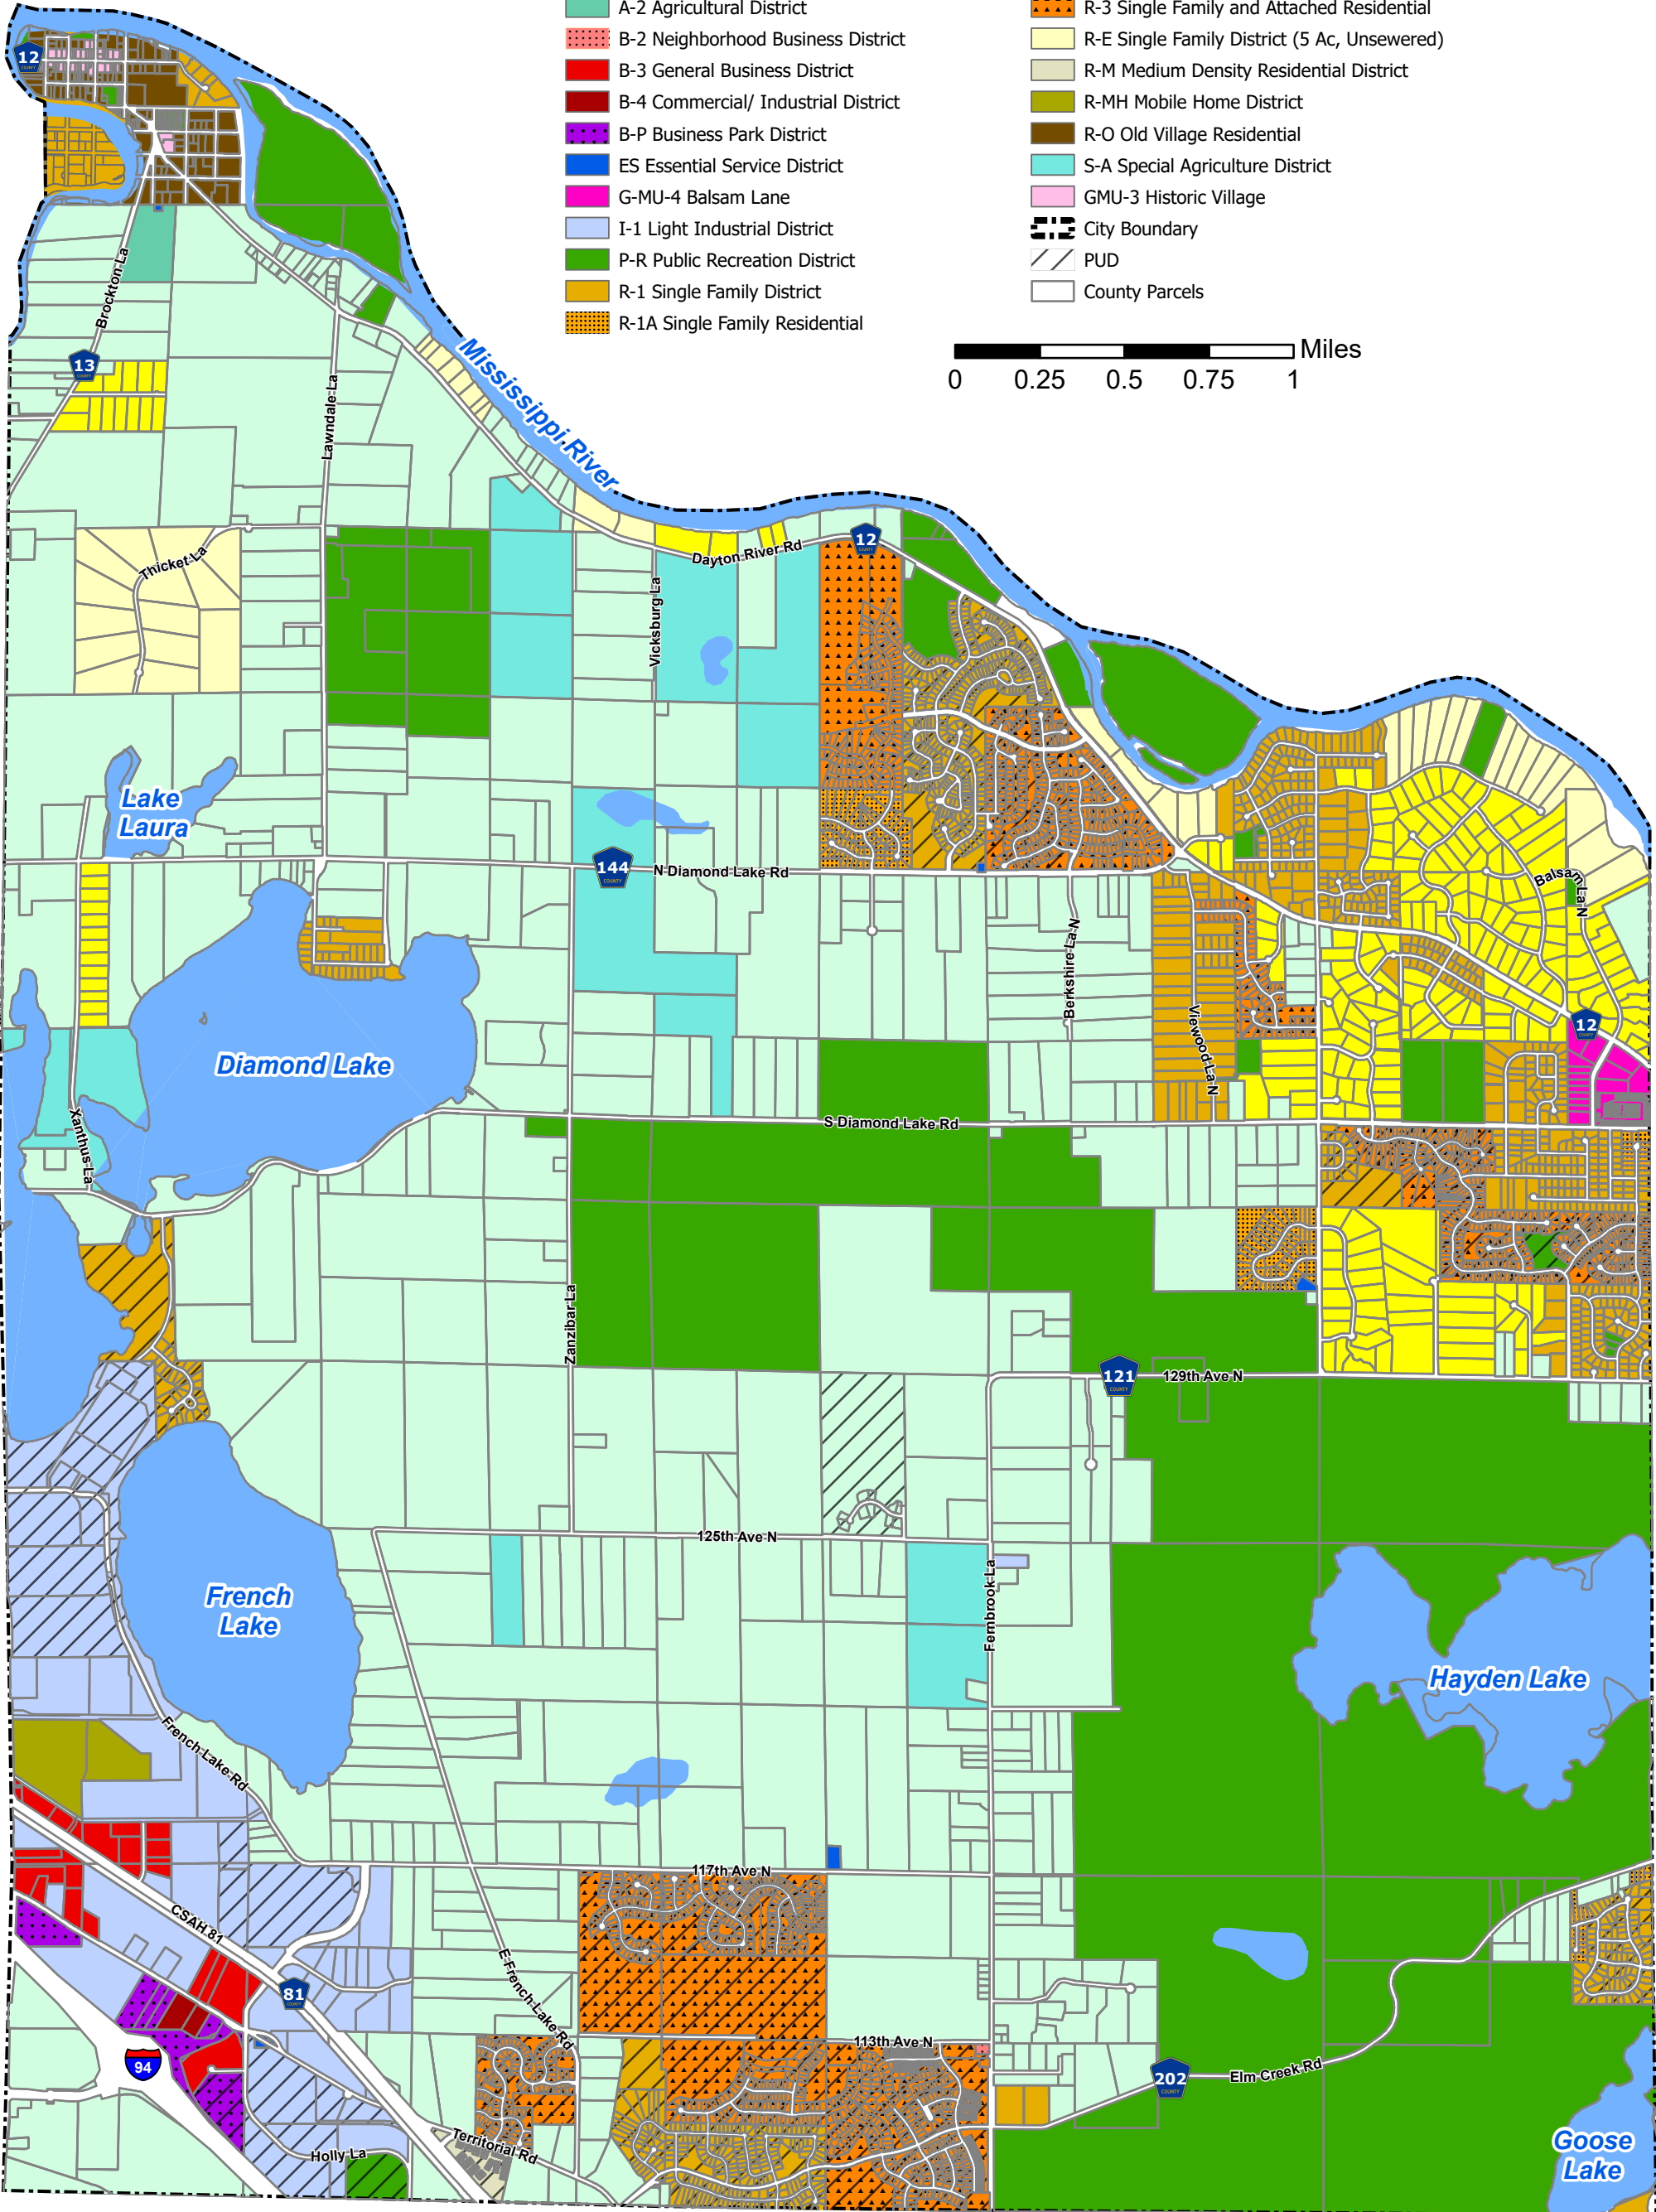 A-2 Agricultural District
B-2 Neighborhood Business District
B-3 General Business District
B-4 Commercial/ Industrial District
B-P Business Park District
ES Essential Service District
G-MU-4 Balsam Lane
I-1 Light Industrial District
P-R Public Recreation District
R-1 Single Family District
R-1A Single Family Residential
R-3 Single Family and Attached Residential
R-E Single Family District (5 Ac, Unsewered)
R-M Medium Density Residential District
R-MH Mobile Home District
R-O Old Village Residential
S-A Special Agriculture District
GMU-3 Historic Village
City Boundary
PUD
County Parcels
Miles
0 0.25 0.5 0.75 1
12
COUNTY
Brockton La
13
COUNTY
Lawndale La
Mississippi River
Thicket La
Vicksburg La
Dayton River Rd
12
COUNTY
Lake
Laura
144
COUNTY
N Diamond Lake Rd
Balsam La N
Berkshire La N
Viewood La N
12
COUNTY
Diamond Lake
Xanthus La
S Diamond Lake Rd
Zanzibar La
121
COUNTY
129th Ave N
125th Ave N
Fernbrook La
French
Lake
Hayden Lake
French Lake Rd
117th Ave N
CSAH 81
81
COUNTY
E French Lake Rd
94
113th Ave N
202
COUNTY
Elm Creek Rd
Territorial Rd
Holly La
Goose
Lake